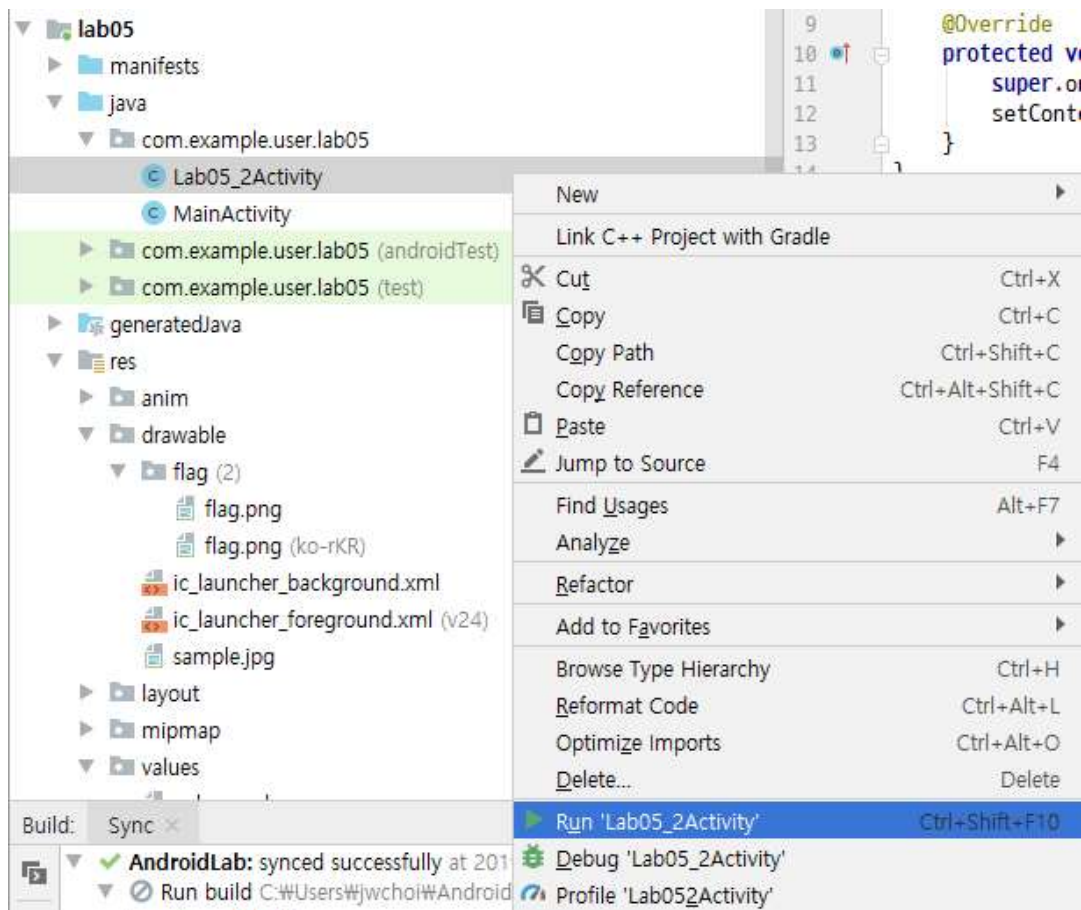 lab05
manifests
java
com.example.user.lab05
Lab05_2Activity
MainActivity
com.example.user.lab05 (androidTest)
com.example.user.lab05 (test)
generatedJava
res
anim
drawable
flag (2)
flag.png
flag.png (ko-rKR)
ic_launcher_background.xml
ic_launcher_foreground.xml (v24)
sample.jpg
layout
mipmap
values
9 @Override
10 protected
11 super.
12
13 }
14 }
New
Link C++ Project with Gradle
Cut Ctrl+X
Copy Ctrl+C
Copy Path Ctrl+Shift+C
Copy Reference Ctrl+Alt+Shift+C
Paste Ctrl+V
Jump to Source F4
Find Usages Alt+F7
Analyze
Refactor
Add to Favorites
Browse Type Hierarchy Ctrl+H
Reformat Code Ctrl+Alt+L
Optimize Imports Ctrl+Alt+O
Delete... Delete
Run 'Lab05_2Activity' Ctrl+Shift+F10
Debug 'Lab05_2Activity'
Profile 'Lab052Activity'
Build: Sync ×
AndroidLab: synced successfully at 201
Run build C:₩Users₩jwchoi₩Android